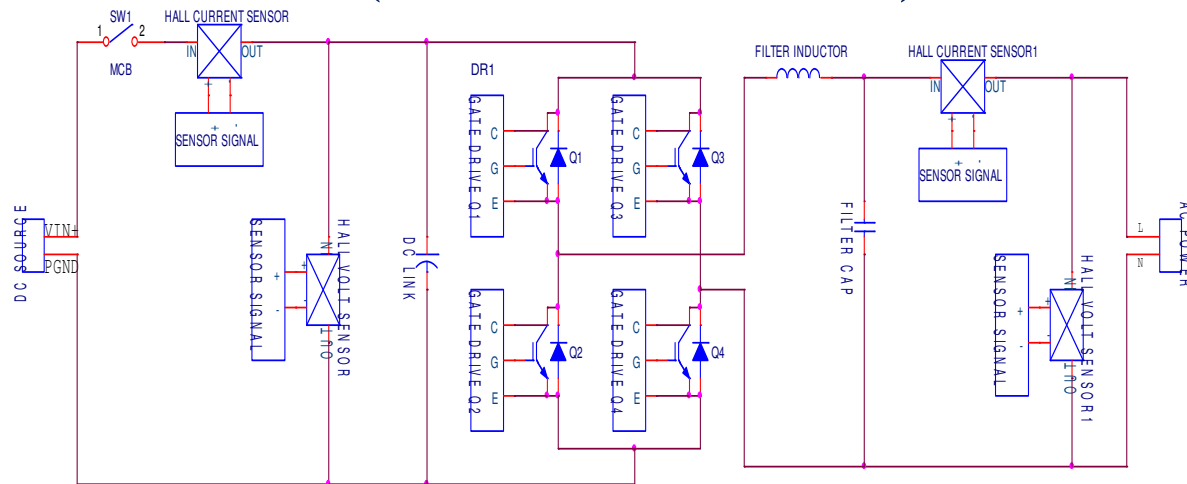 SW1
1
2
MCB
HALL CURRENT SENSOR
IN
OUT
+
-
SENSOR SIGNAL
DC SOURCE
VIN+
PGND
SENSOR SIGNAL
+
-
+
-
IN
OUT
HALL VOLT SENSOR
DC LINK
DR1
GATE DRIVE Q1
C
G
E
Q1
GATE DRIVE Q3
C
G
E
Q3
GATE DRIVE Q2
C
G
E
Q2
GATE DRIVE Q4
C
G
E
Q4
FILTER INDUCTOR
FILTER CAP
HALL CURRENT SENSOR1
IN
OUT
+
-
SENSOR SIGNAL
SENSOR SIGNAL
+
-
+
-
IN
OUT
HALL VOLT SENSOR1
L
N
AC POWER